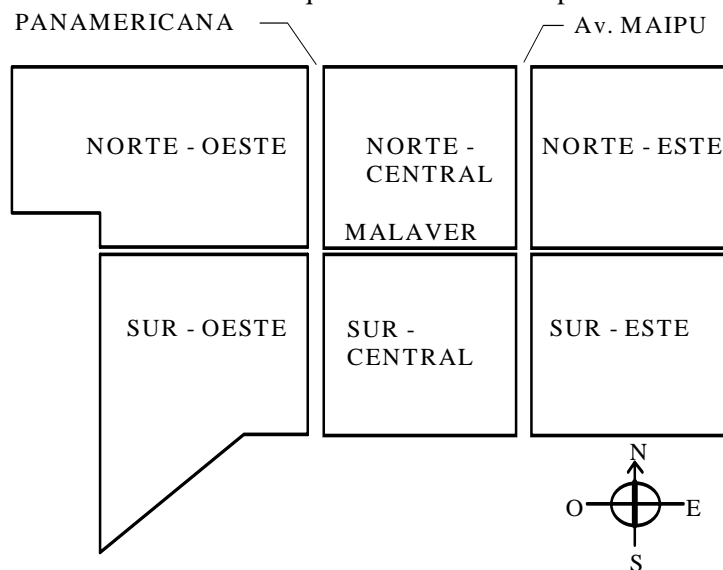 PANAMERICANA
Av. MAIPU
NORTE - OESTE
NORTE -
CENTRAL
NORTE - ESTE
MALAVER
SUR - OESTE
SUR -
CENTRAL
SUR - ESTE
N
O
E
S